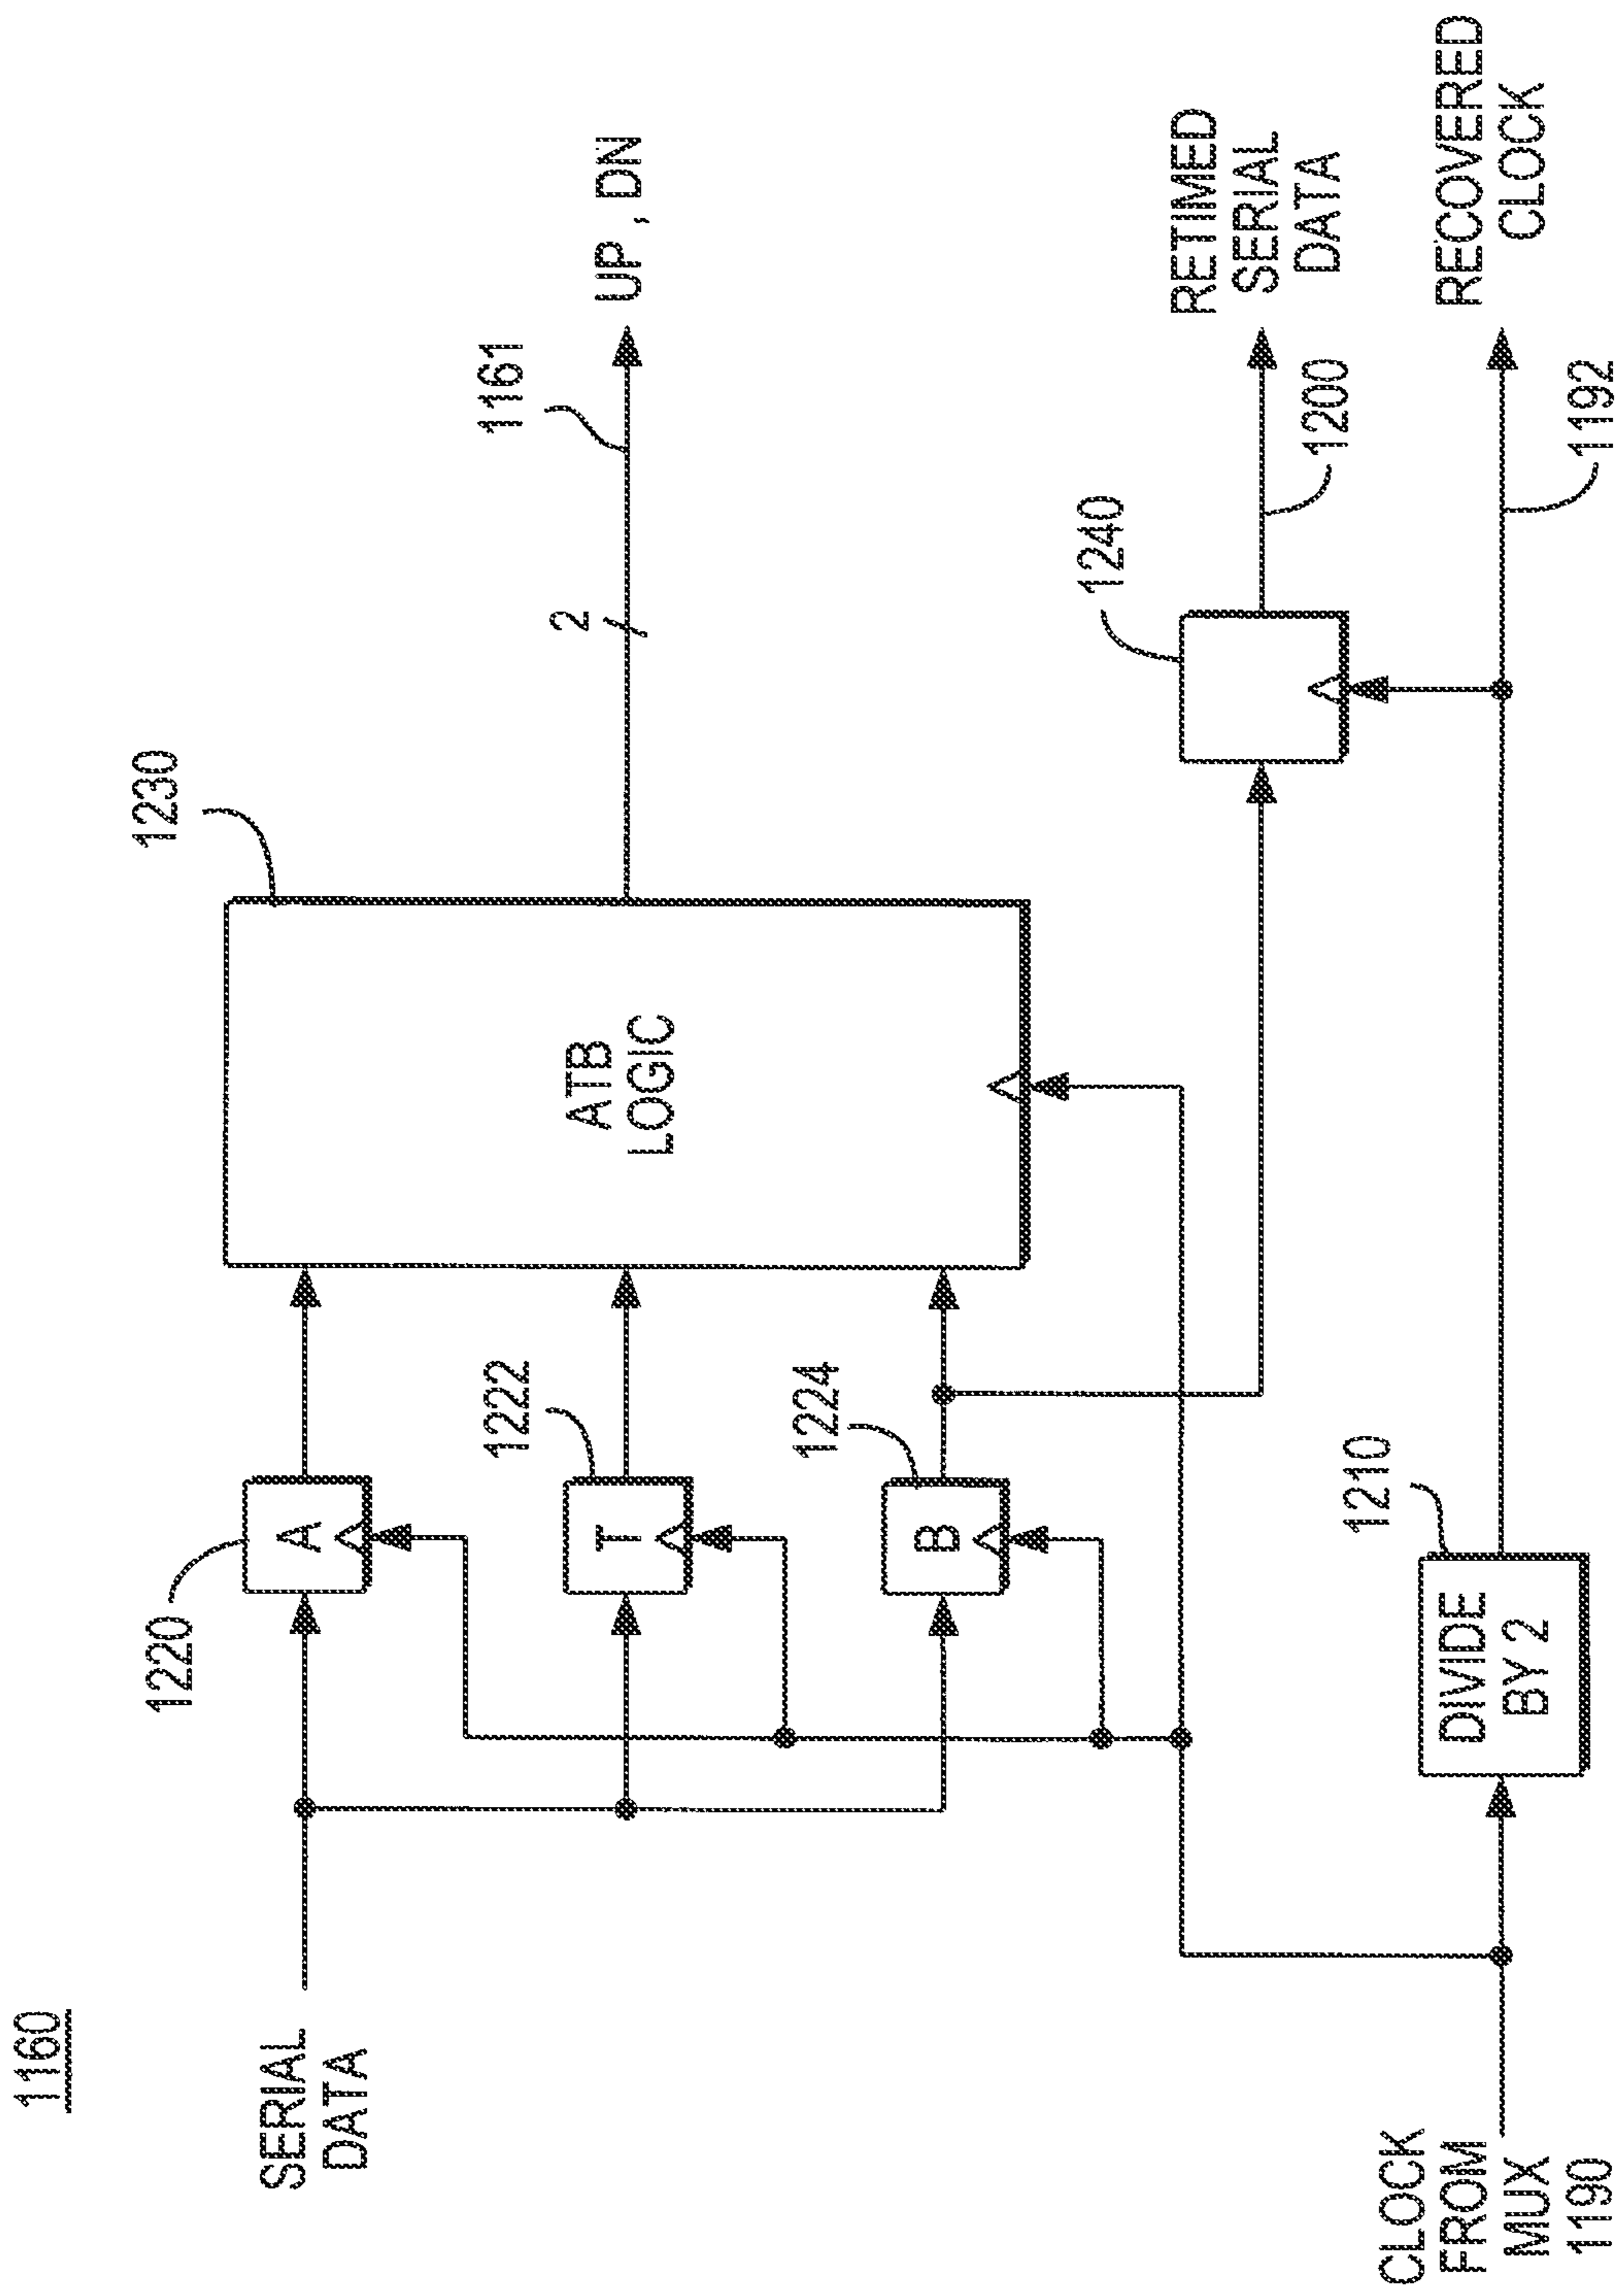 1160
SERIAL
DATA
1220
A
1222
T
1224
B
1230
ATB
LOGIC
2
1161
UP, DN
1240
RETIMED
SERIAL
DATA
1200
CLOCK
FROM
MUX
1190
1210
DIVIDE
BY 2
RECOVERED
CLOCK
1192